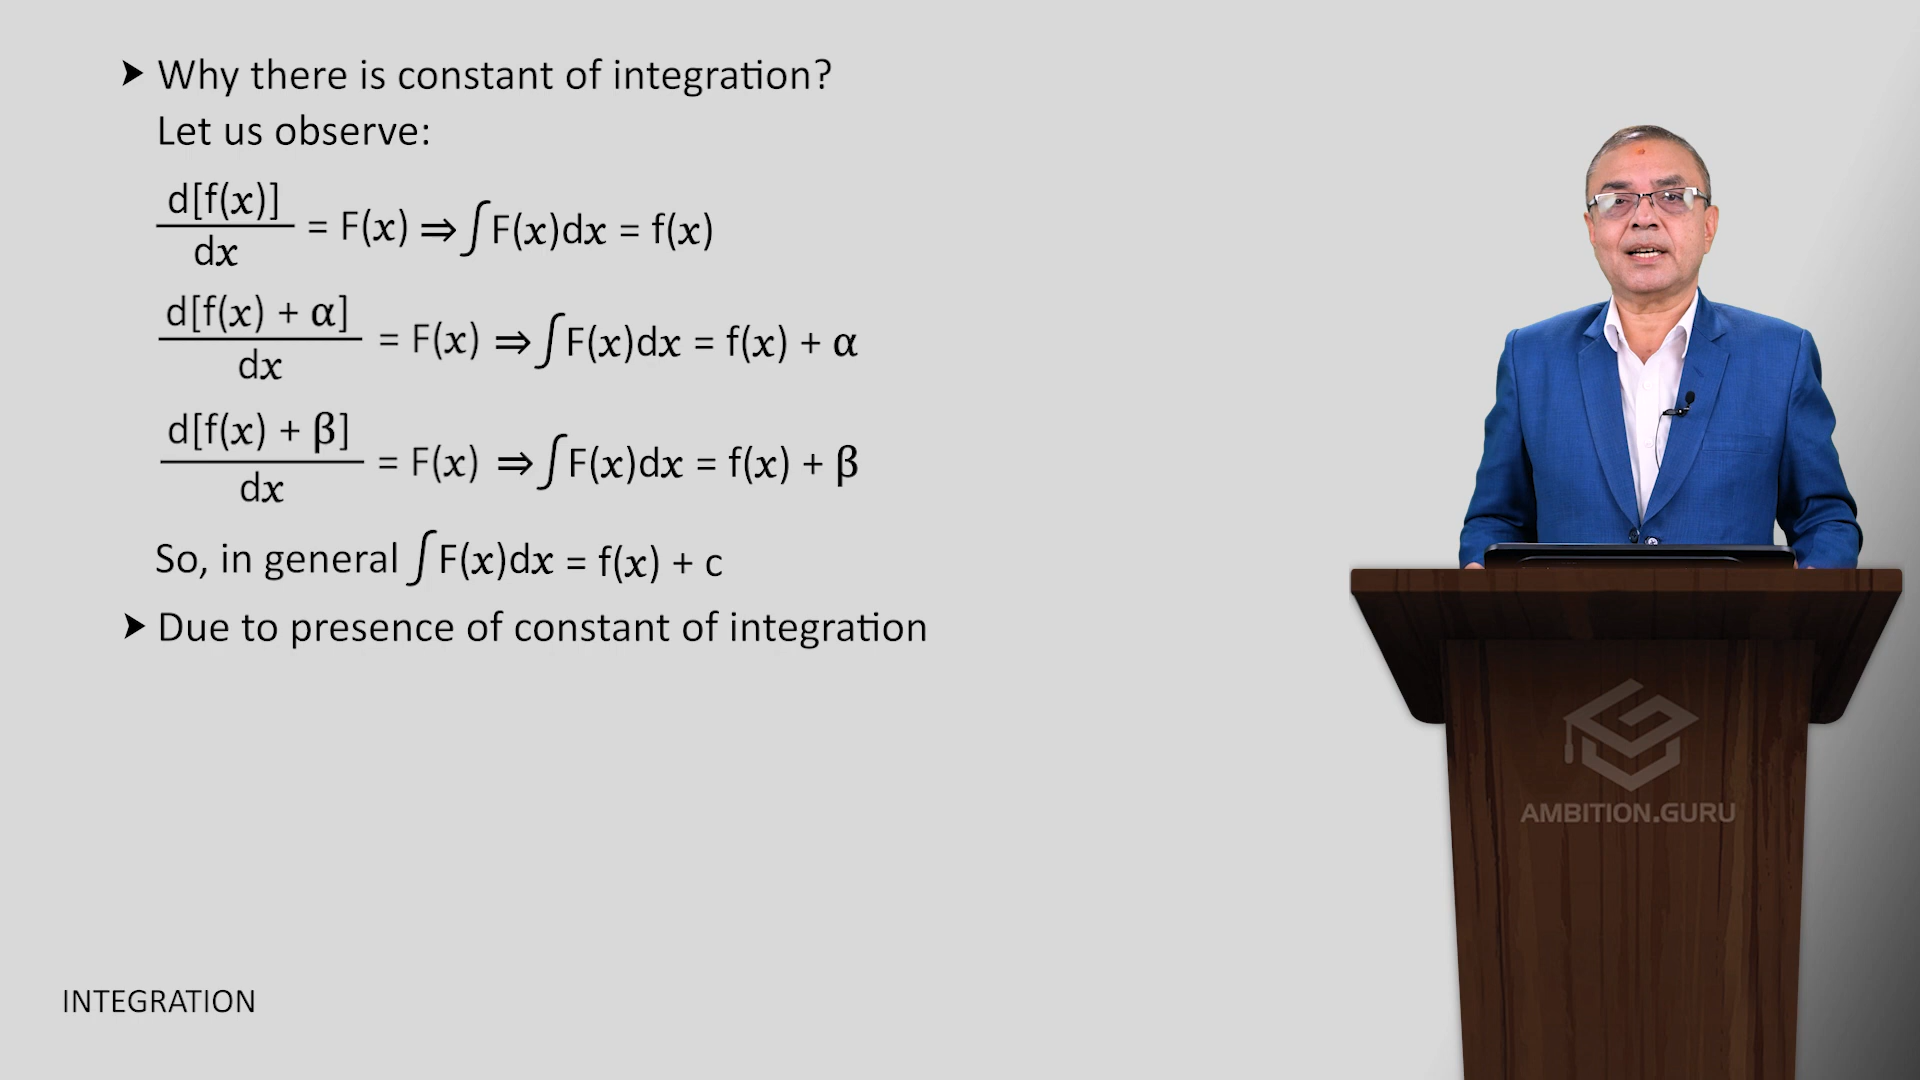 ➤ Why there is constant of integration?
Let us observe:
d[f(x)]/dx = F(x) ⇒ ∫F(x)dx = f(x)
d[f(x) + α]/dx = F(x) ⇒ ∫F(x)dx = f(x) + α
d[f(x) + β]/dx = F(x) ⇒ ∫F(x)dx = f(x) + β
So, in general ∫F(x)dx = f(x) + c
➤ Due to presence of constant of integration
AMBITION.GURU
INTEGRATION